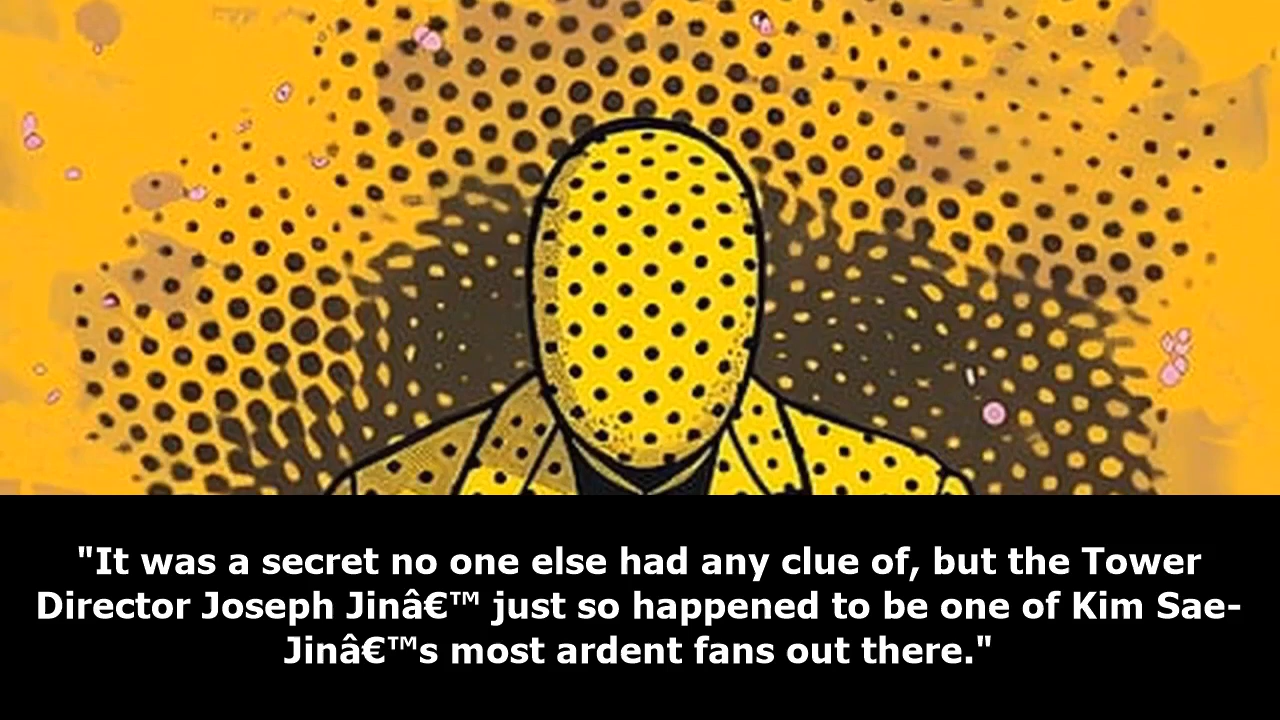 "It was a secret no one else had any clue of, but the Tower
Director Joseph Jinâ€™ just so happened to be one of Kim Sae-
Jinâ€™s most ardent fans out there."